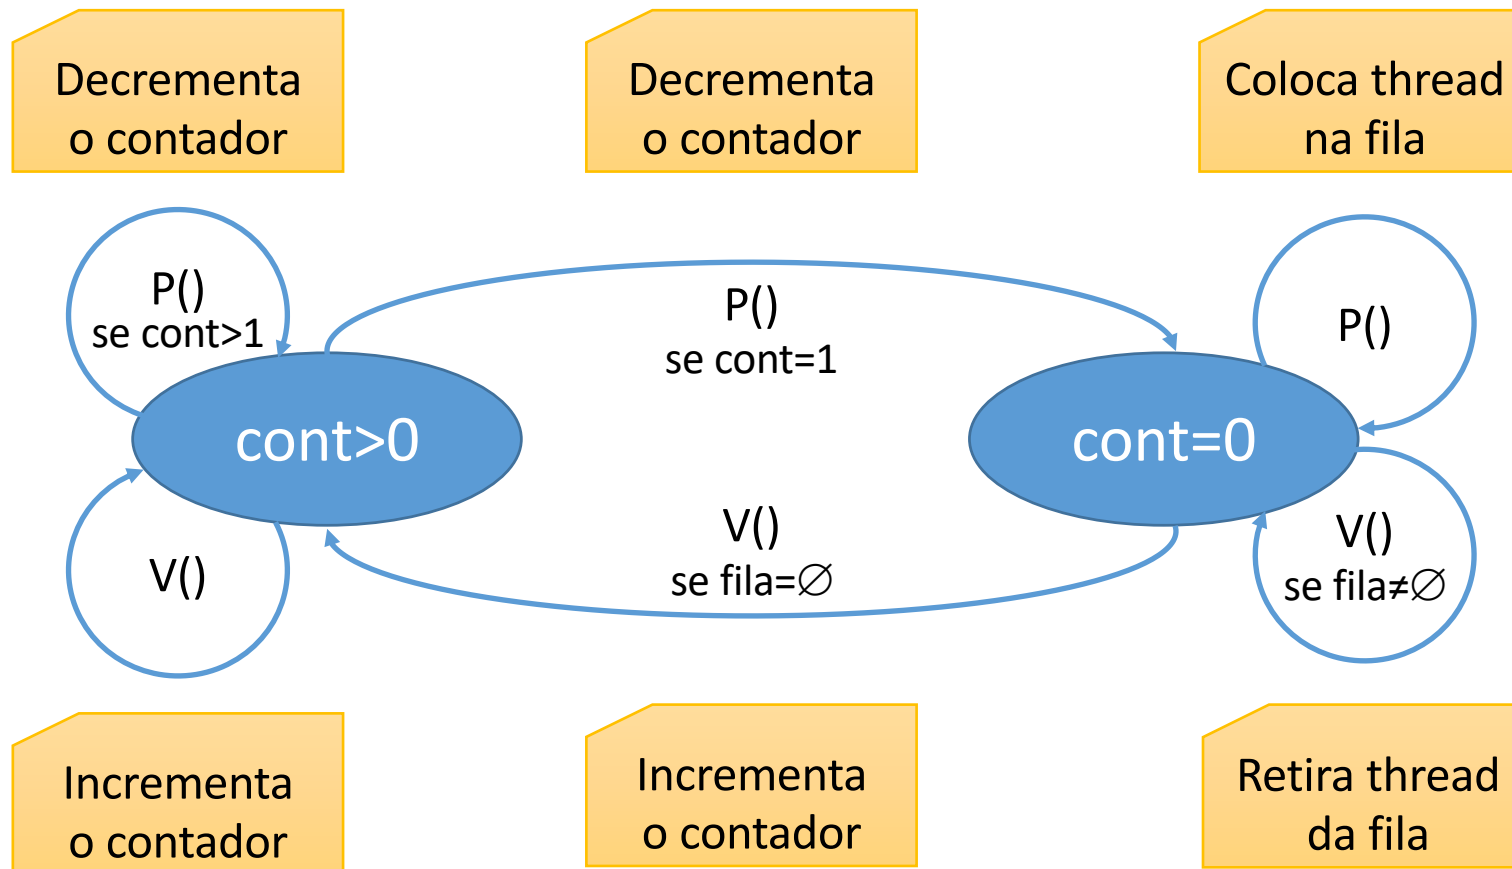 Decrementa
o contador
Decrementa
o contador
Coloca thread
na fila
P()
se cont>1
P()
se cont=1
P()
cont>0
cont=0
V()
V()
se fila=∅
V()
se fila≠∅
Incrementa
o contador
Incrementa
o contador
Retira thread
da fila